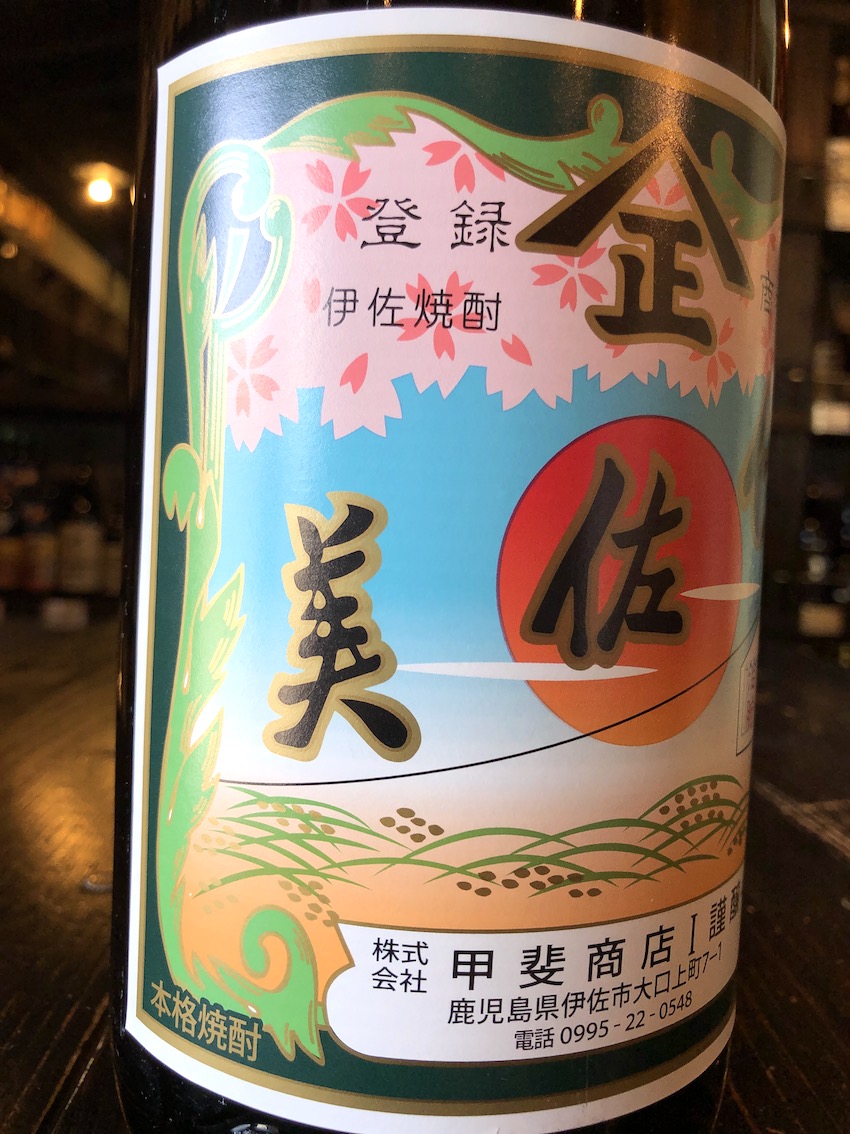 登録
正
伊佐焼酎
佐
美
株式
会社
甲斐商店I謹醸
鹿児島県伊佐市大口上町7−1
電話 0995-22-0548
本格焼酎